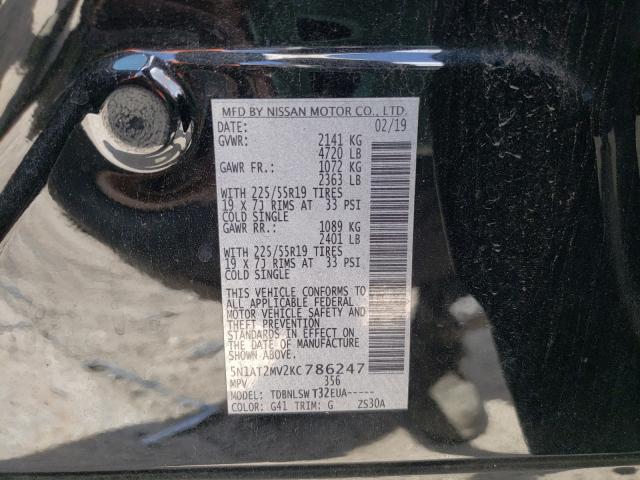 MFD BY NISSAN MOTOR CO., LTD.
DATE: 02/19
GVWR: 2141 KG
4720 LB
GAWR FR.: 1072 KG
2363 LB
WITH 225/55R19 TIRES
19 X 7J RIMS AT 33 PSI
COLD SINGLE
GAWR RR.: 1089 KG
2401 LB
WITH 225/55R19 TIRES
19 X 7J RIMS AT 33 PSI
COLD SINGLE
THIS VEHICLE CONFORMS TO
ALL APPLICABLE FEDERAL
MOTOR VEHICLE SAFETY AND
THEFT PREVENTION
STANDARDS IN EFFECT ON
THE DATE OF MANUFACTURE
SHOWN ABOVE.
5N1AT2MV2KC786247
MPV 356
MODEL: TDBNLSW T32EUA-----
COLOR: G41 TRIM: G ZS30A